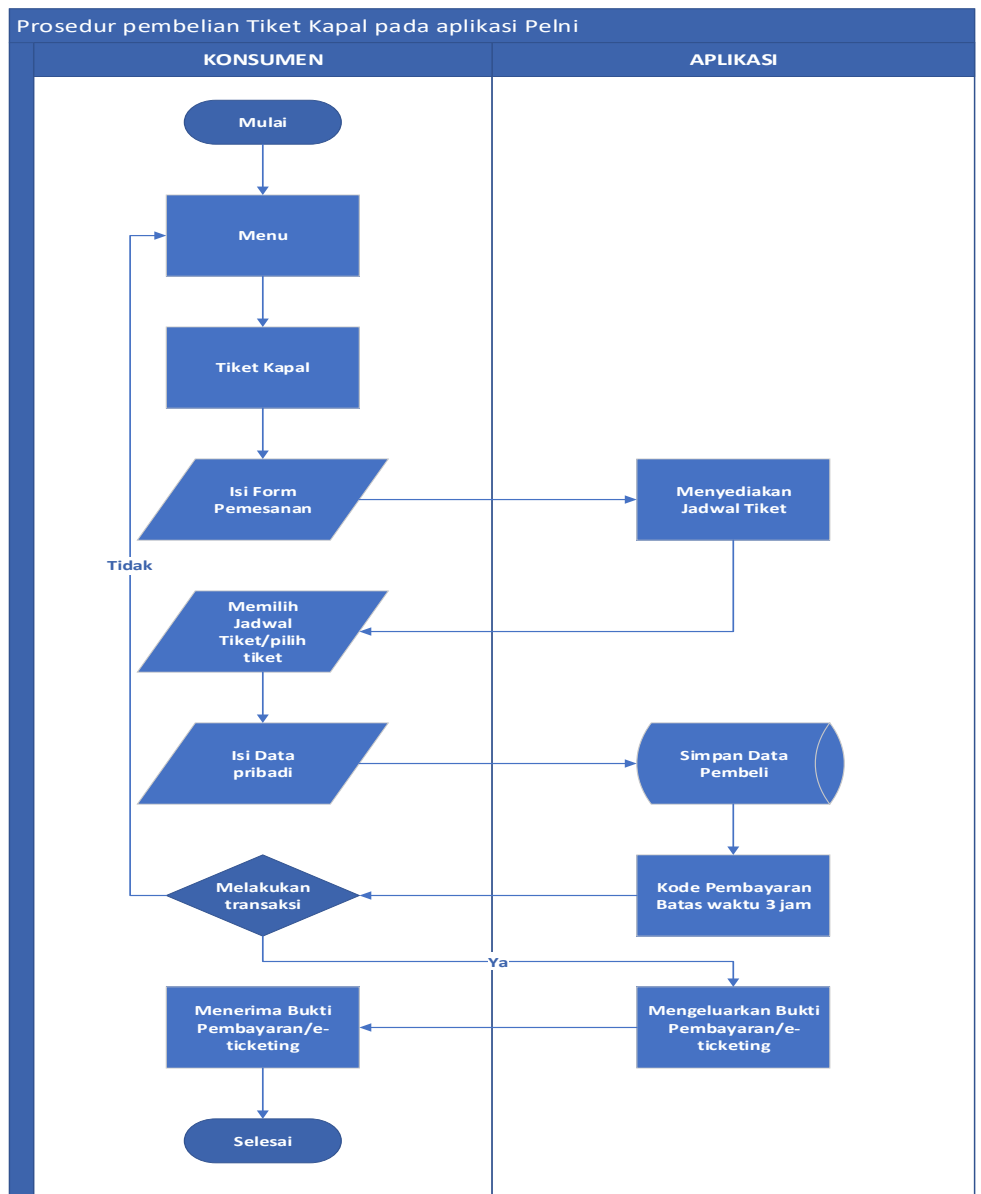 Prosedur pembelian Tiket Kapal pada aplikasi Pelni
KONSUMEN
APLIKASI
Mulai
Menu
Tiket Kapal
Isi Form
Pemesanan
Menyediakan
Jadwal Tiket
Tidak
Memilih
Jadwal
Tiket/pilih
tiket
Isi Data
pribadi
Simpan Data
Pembeli
Melakukan
transaksi
Kode Pembayaran
Batas waktu 3 jam
Ya
Menerima Bukti
Pembayaran/e-
ticketing
Mengeluarkan Bukti
Pembayaran/e-
ticketing
Selesai